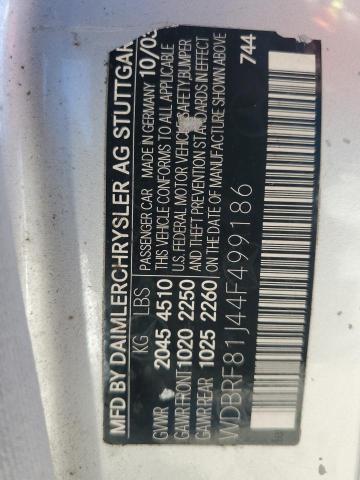 MFD BY DAIMLERCHRYSLER AG STUTTGAR
KG LBS PASSENGER CAR MADE IN GERMANY 10/03
GVWR 2045 4510 THIS VEHICLE CONFORMS TO ALL APPLICABLE
GAWR FRONT 1020 2250 U.S. FEDERAL MOTOR VEHICLE SAFETY, BUMPER
GAWR REAR 1025 2260 AND THEFT PREVENTION STANDARDS IN EFFECT
ON THE DATE OF MANUFACTURE SHOWN ABOVE
WDBRF81J44F499186 744